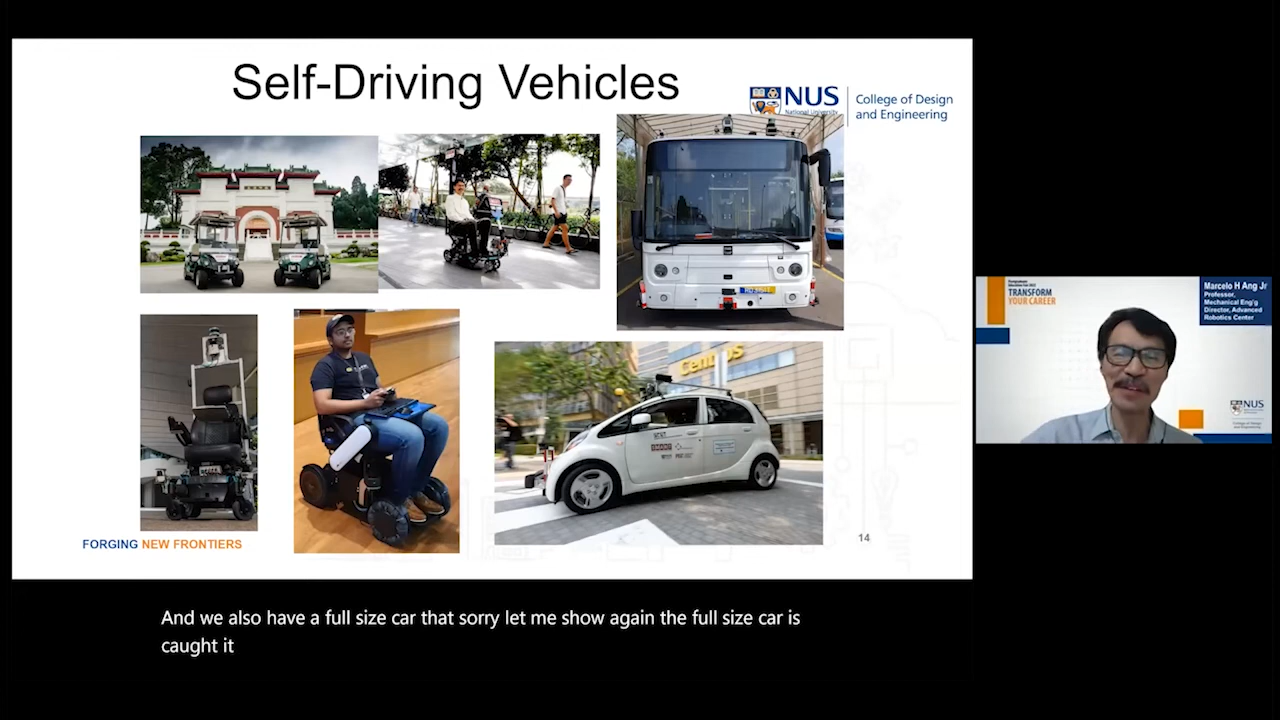 Self-Driving Vehicles
NUS
National University
College of Design
and Engineering
Centros
FORGING NEW FRONTIERS
14
TRANSFORM
YOUR CAREER
Marcelo H Ang Jr
Professor,
Mechanical Eng'g
Director, Advanced
Robotics Center
NUS
And we also have a full size car that sorry let me show again the full size car is
caught it